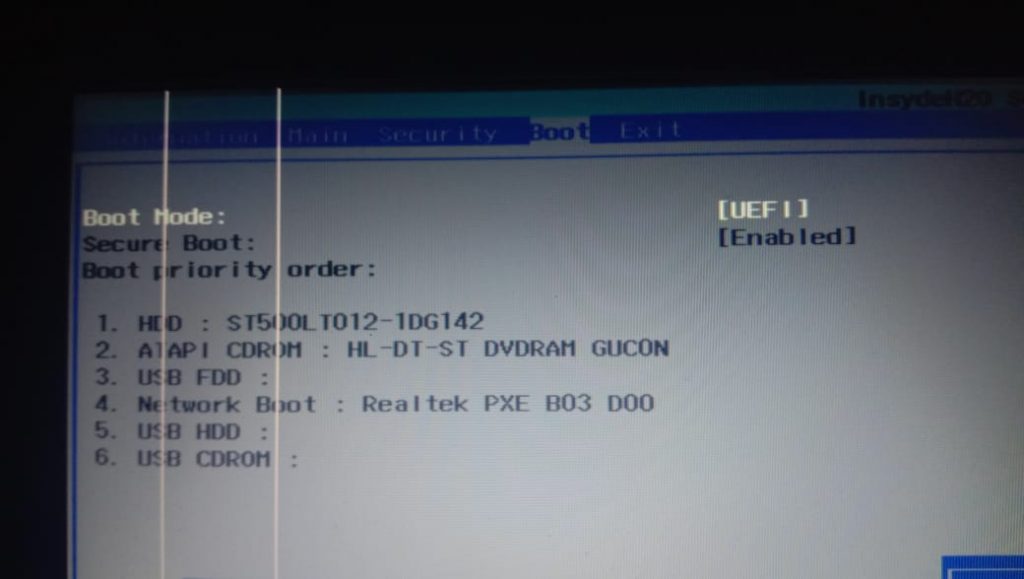 InsydeH20 S
Information Main Security Boot Exit
Boot Mode: [UEFI]
Secure Boot: [Enabled]
Boot priority order:
1. HDD : ST500LT012-1DG142
2. ATAPI CDROM : HL-DT-ST DVDRAM GUCON
3. USB FDD :
4. Network Boot : Realtek PXE B03 D00
5. USB HDD :
6. USB CDROM :